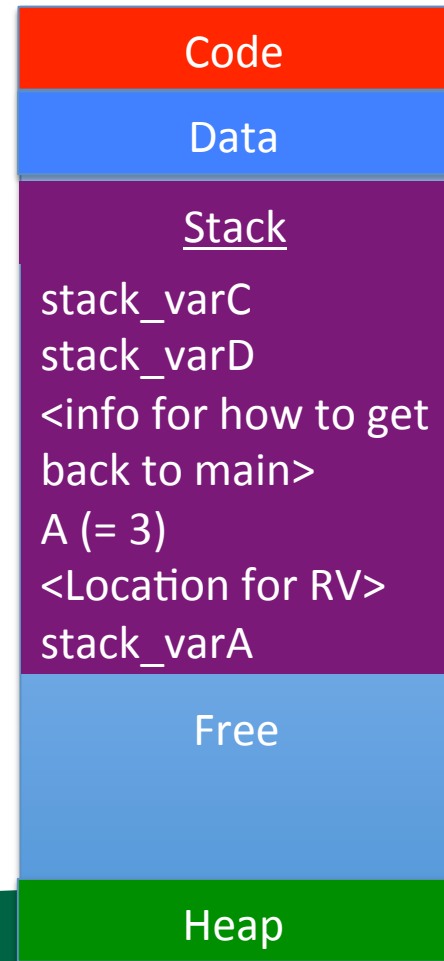 Code
Data
Stack
stack_varC
stack_varD
<info for how to get
back to main>
A (= 3)
<Location for RV>
stack_varA
Free
Heap